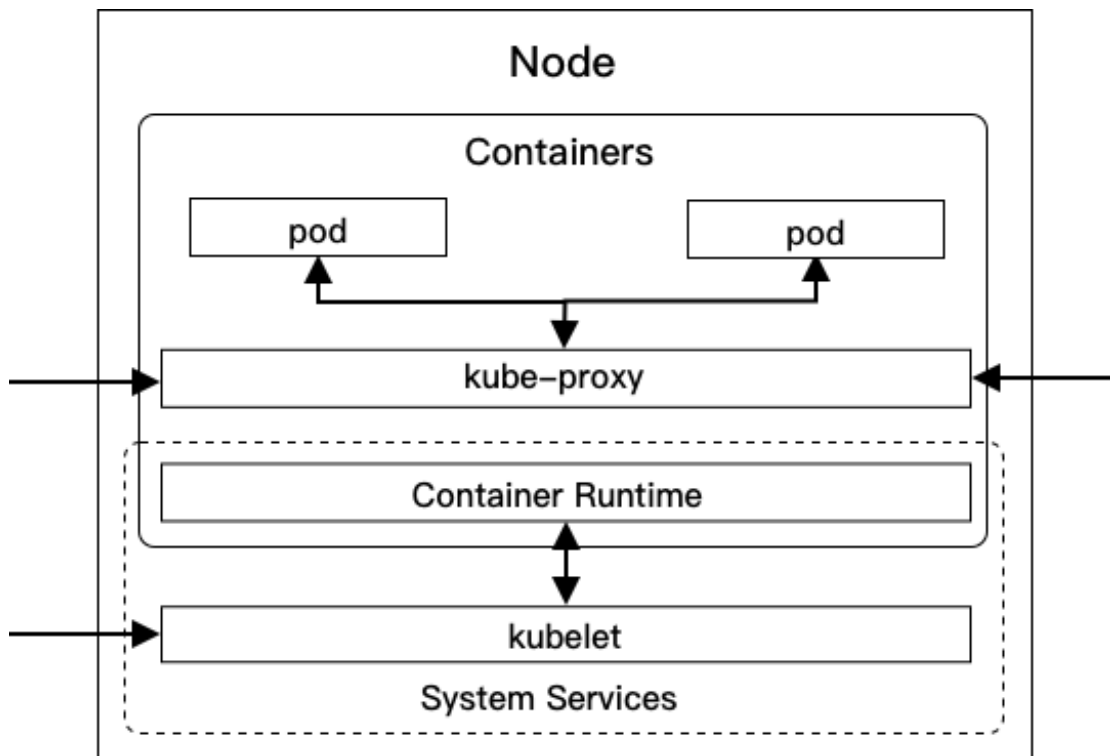 Node
Containers
pod
pod
kube-proxy
Container Runtime
kubelet
System Services